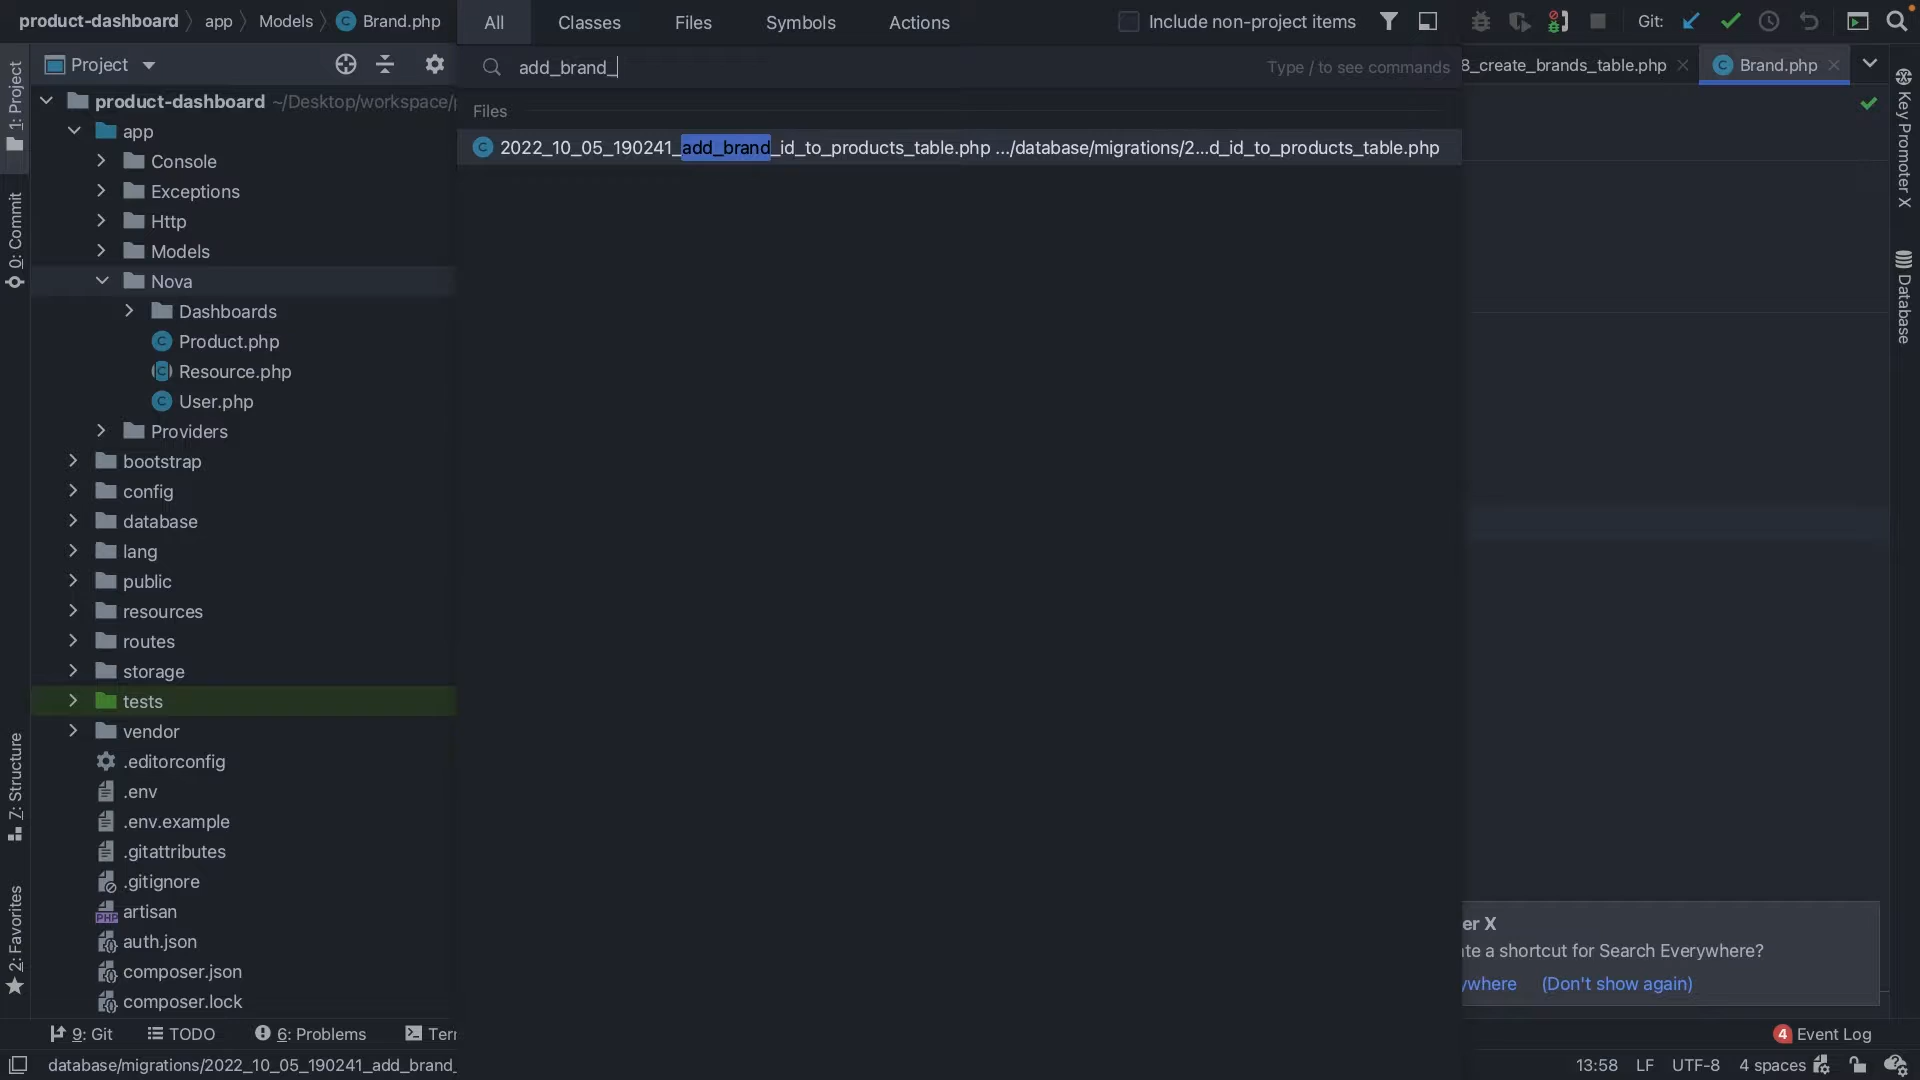 product-dashboard app Models Brand.php
All Classes Files Symbols Actions Include non-project items Git:
Project
add_brand_ Type / to see commands
8_create_brands_table.php Brand.php
Files
2022_10_05_190241_add_brand_id_to_products_table.php .../database/migrations/2...d_id_to_products_table.php
product-dashboard ~/Desktop/workspace/p
app
Console
Exceptions
Http
Models
Nova
Dashboards
Product.php
Resource.php
User.php
Providers
bootstrap
config
database
lang
public
resources
routes
storage
tests
vendor
.editorconfig
.env
.env.example
.gitattributes
.gitignore
PHP artisan
auth.json
composer.json
composer.lock
1: Project
0: Commit
Z: Structure
2: Favorites
Key Promoter X
Database
er X
te a shortcut for Search Everywhere?
ywhere (Don't show again)
9: Git TODO 6: Problems Ter
4 Event Log
database/migrations/2022_10_05_190241_add_brand_
13:58 LF UTF-8 4 spaces